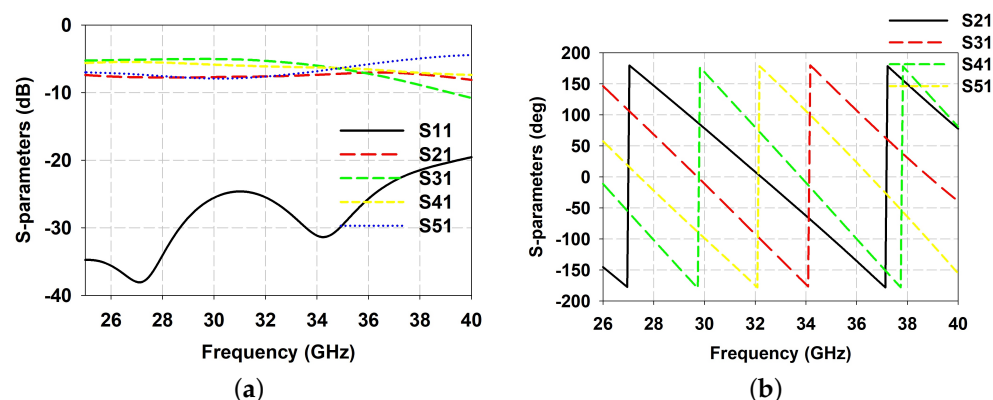 0
-10
-20
-30
-40
S-parameters (dB)
26 28 30 32 34 36 38 40
Frequency (GHz)
S11
S21
S31
S41
S51
(a)
200
150
100
50
0
-50
-100
-150
-200
S-parameters (deg)
26 28 30 32 34 36 38 40
Frequency (GHz)
S21
S31
S41
S51
(b)